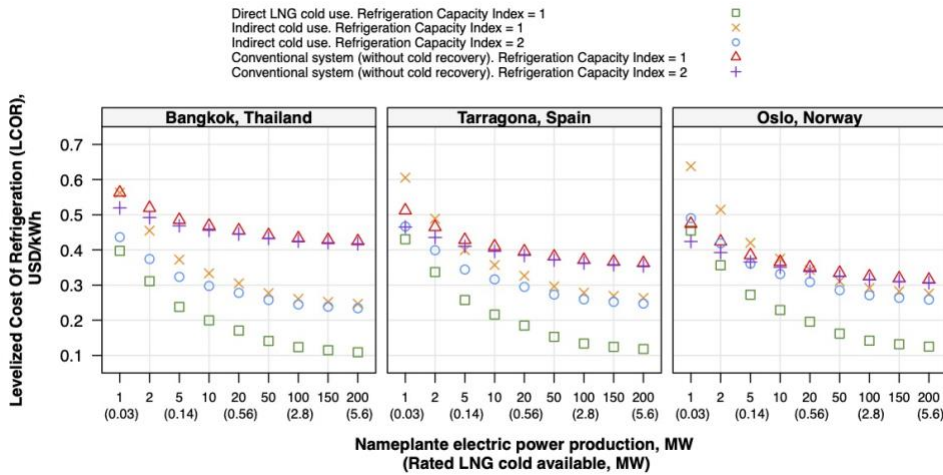 Direct LNG cold use. Refrigeration Capacity Index = 1
Indirect cold use. Refrigeration Capacity Index = 1
Indirect cold use. Refrigeration Capacity Index = 2
Conventional system (without cold recovery). Refrigeration Capacity Index = 1
Conventional system (without cold recovery). Refrigeration Capacity Index = 2
Levelized Cost Of Refrigeration (LCOR),
USD/kWh
Bangkok, Thailand Tarragona, Spain Oslo, Norway
0.7
0.6
0.5
0.4
0.3
0.2
0.1
1 2 5 10 20 50 100 150 200 1 2 5 10 20 50 100 150 200 1 2 5 10 20 50 100 150 200
(0.03) (0.14) (0.56) (2.8) (5.6) (0.03) (0.14) (0.56) (2.8) (5.6) (0.03) (0.14) (0.56) (2.8) (5.6)
Nameplante electric power production, MW
(Rated LNG cold available, MW)